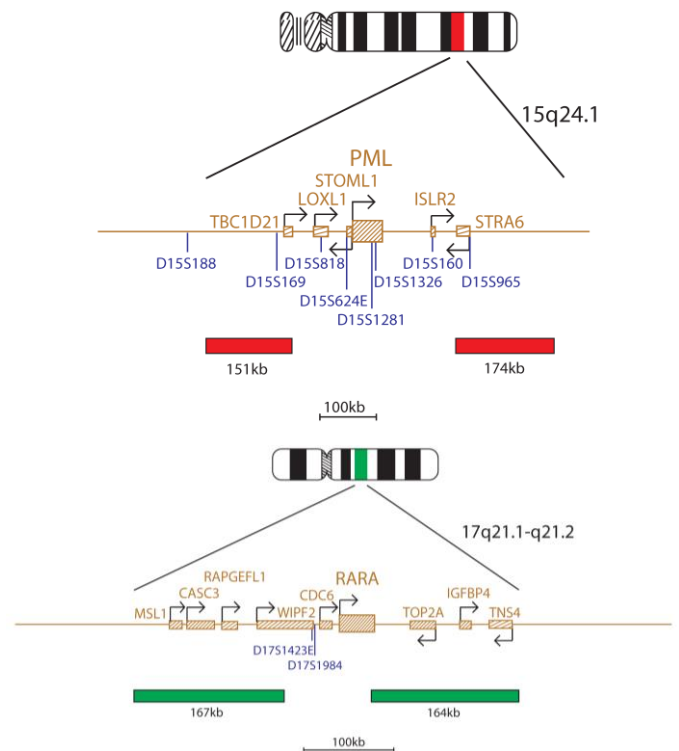 15q24.1
PML
STOML1
LOXL1
ISLR2
TBC1D21
STRA6
D15S188
D15S818
D15S160
D15S169
D15S1326
D15S965
D15S624E
D15S1281
151kb
174kb
100kb
17q21.1-q21.2
RARA
RAPGEFL1
CASC3
CDC6
IGFBP4
MSL1
WIPF2
TOP2A
TNS4
D17S1423E
D17S1984
167kb
164kb
100kb